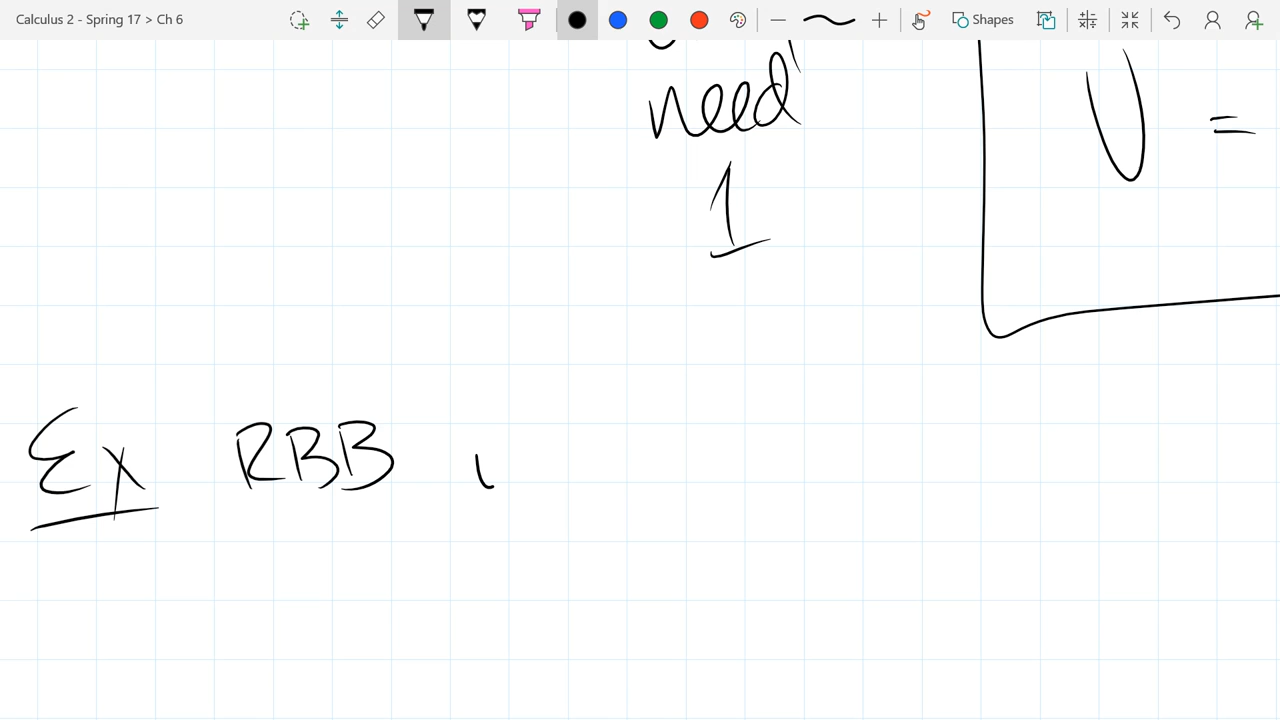 Calculus 2 - Spring 17 > Ch 6
Shapes
need
1
U =
Ex RBB